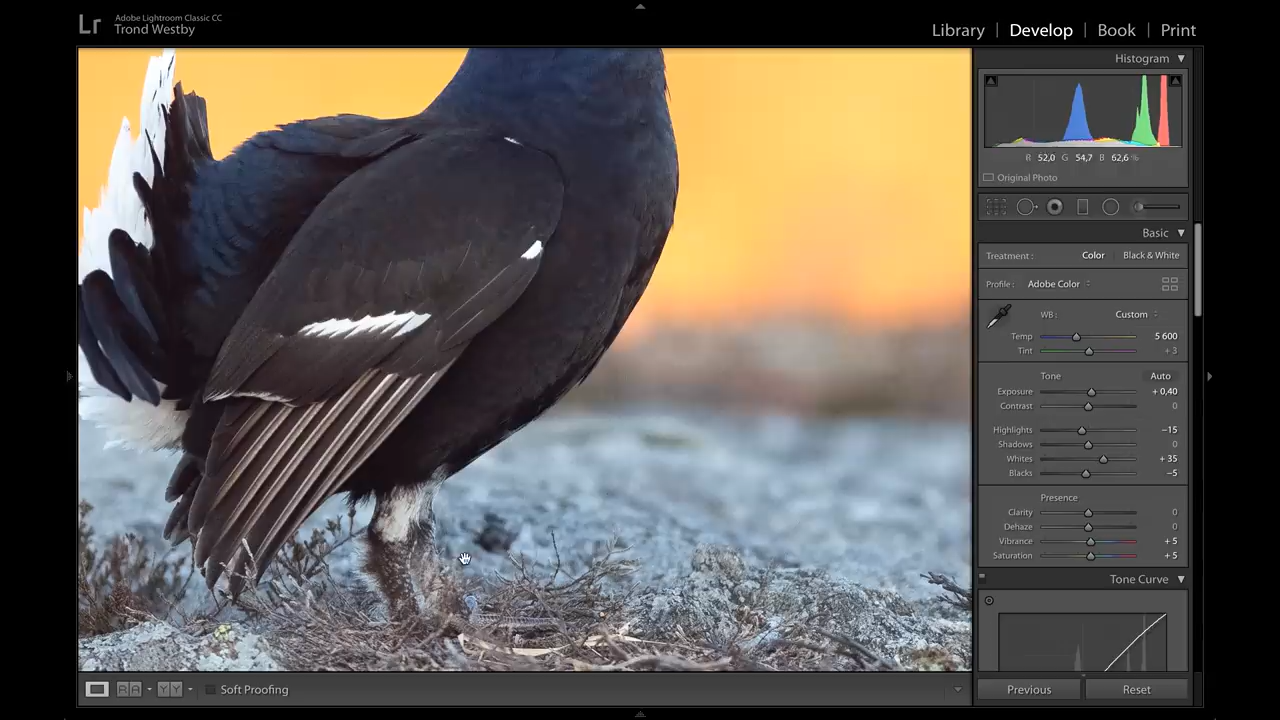 Lr
Adobe Lightroom Classic CC
Trond Westby
Library | Develop | Book | Print
Histogram
R 52,0 G 54,7 B 62,6 %
Original Photo
Basic
Treatment : Color Black & White
Profile : Adobe Color
WB : Custom
Temp 5 600
Tint + 3
Tone Auto
Exposure + 0,40
Contrast 0
Highlights −15
Shadows 0
Whites + 35
Blacks −5
Presence
Clarity 0
Dehaze 0
Vibrance + 5
Saturation + 5
Tone Curve
R A Y Y Soft Proofing
Previous Reset